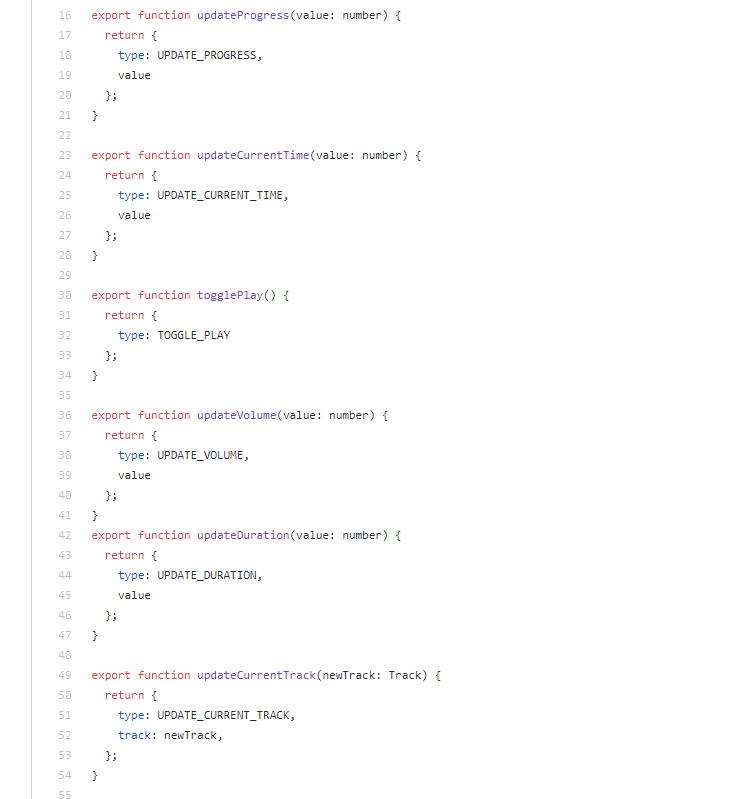 16 export function updateProgress(value: number) {
17   return {
18     type: UPDATE_PROGRESS,
19     value
20   };
21 }
22
23 export function updateCurrentTime(value: number) {
24   return {
25     type: UPDATE_CURRENT_TIME,
26     value
27   };
28 }
29
30 export function togglePlay() {
31   return {
32     type: TOGGLE_PLAY
33   };
34 }
35
36 export function updateVolume(value: number) {
37   return {
38     type: UPDATE_VOLUME,
39     value
40   };
41 }
42 export function updateDuration(value: number) {
43   return {
44     type: UPDATE_DURATION,
45     value
46   };
47 }
48
49 export function updateCurrentTrack(newTrack: Track) {
50   return {
51     type: UPDATE_CURRENT_TRACK,
52     track: newTrack,
53   };
54 }
55